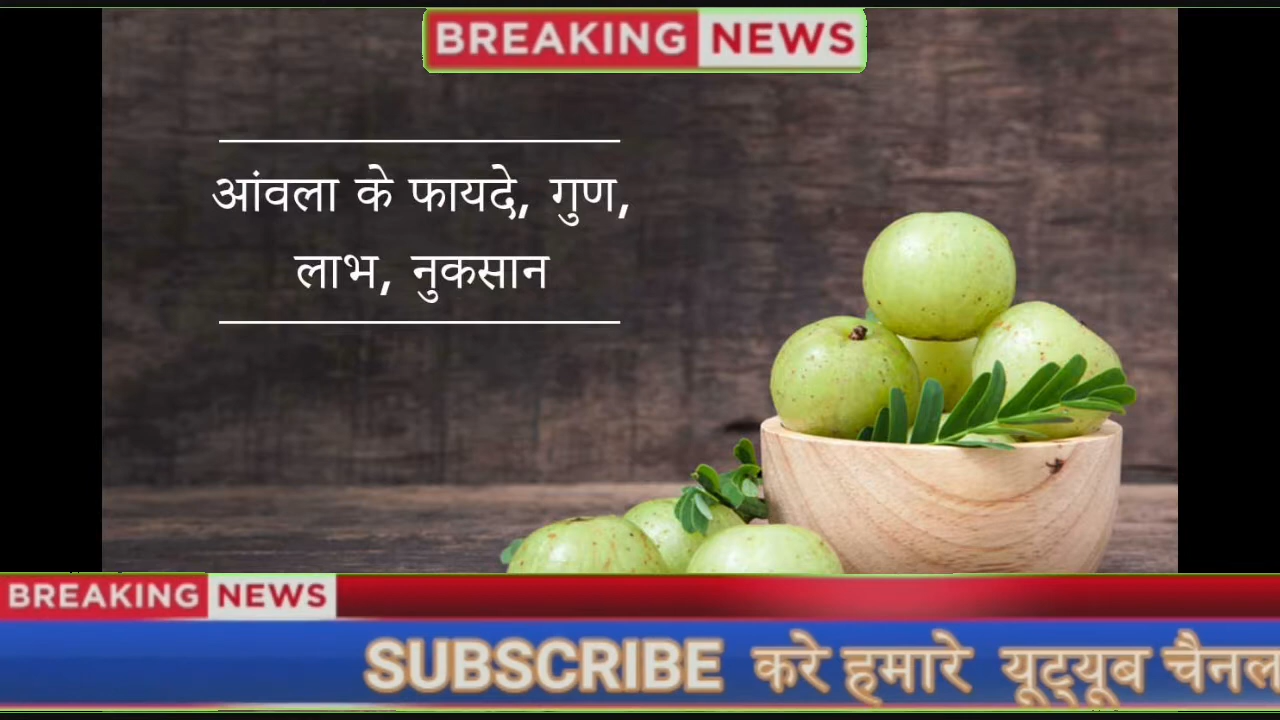 BREAKING NEWS
आंवला के फायदे, गुण,
लाभ, नुकसान
BREAKING NEWS
SUBSCRIBE करे हमारे यूट्यूब चैनल